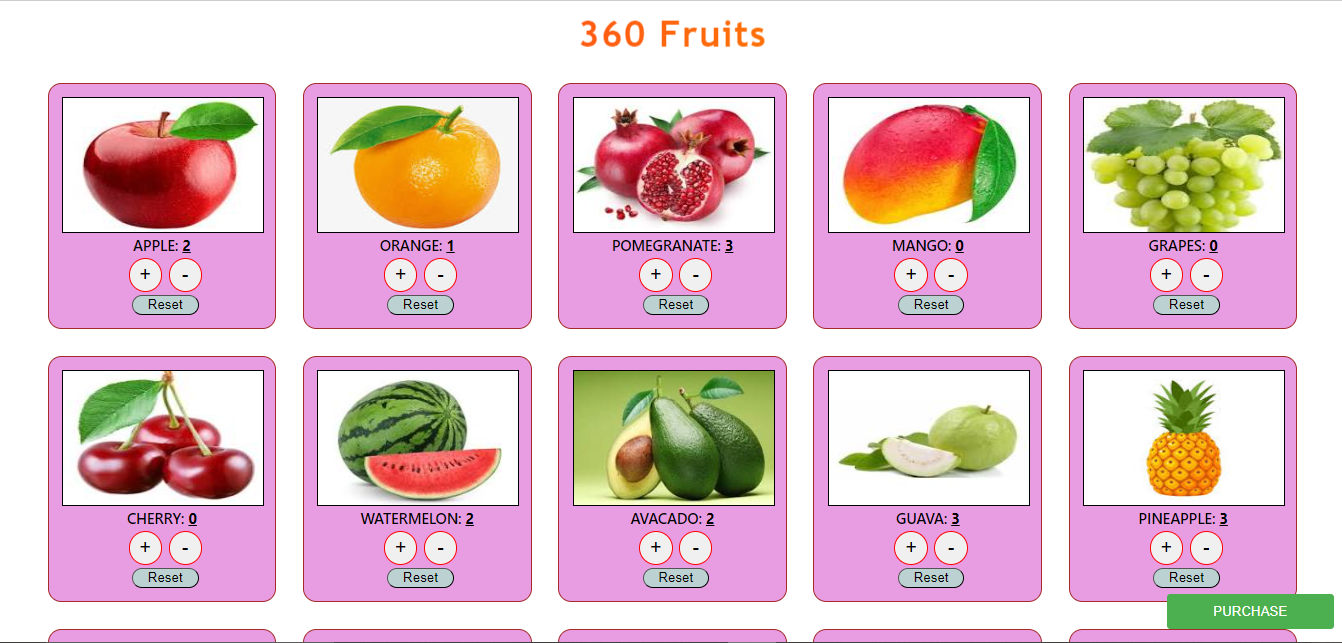 360 Fruits
APPLE: 2
+ -
Reset
ORANGE: 1
+ -
Reset
POMEGRANATE: 3
+ -
Reset
MANGO: 0
+ -
Reset
GRAPES: 0
+ -
Reset
CHERRY: 0
+ -
Reset
WATERMELON: 2
+ -
Reset
AVACADO: 2
+ -
Reset
GUAVA: 3
+ -
Reset
PINEAPPLE: 3
+ -
Reset
PURCHASE